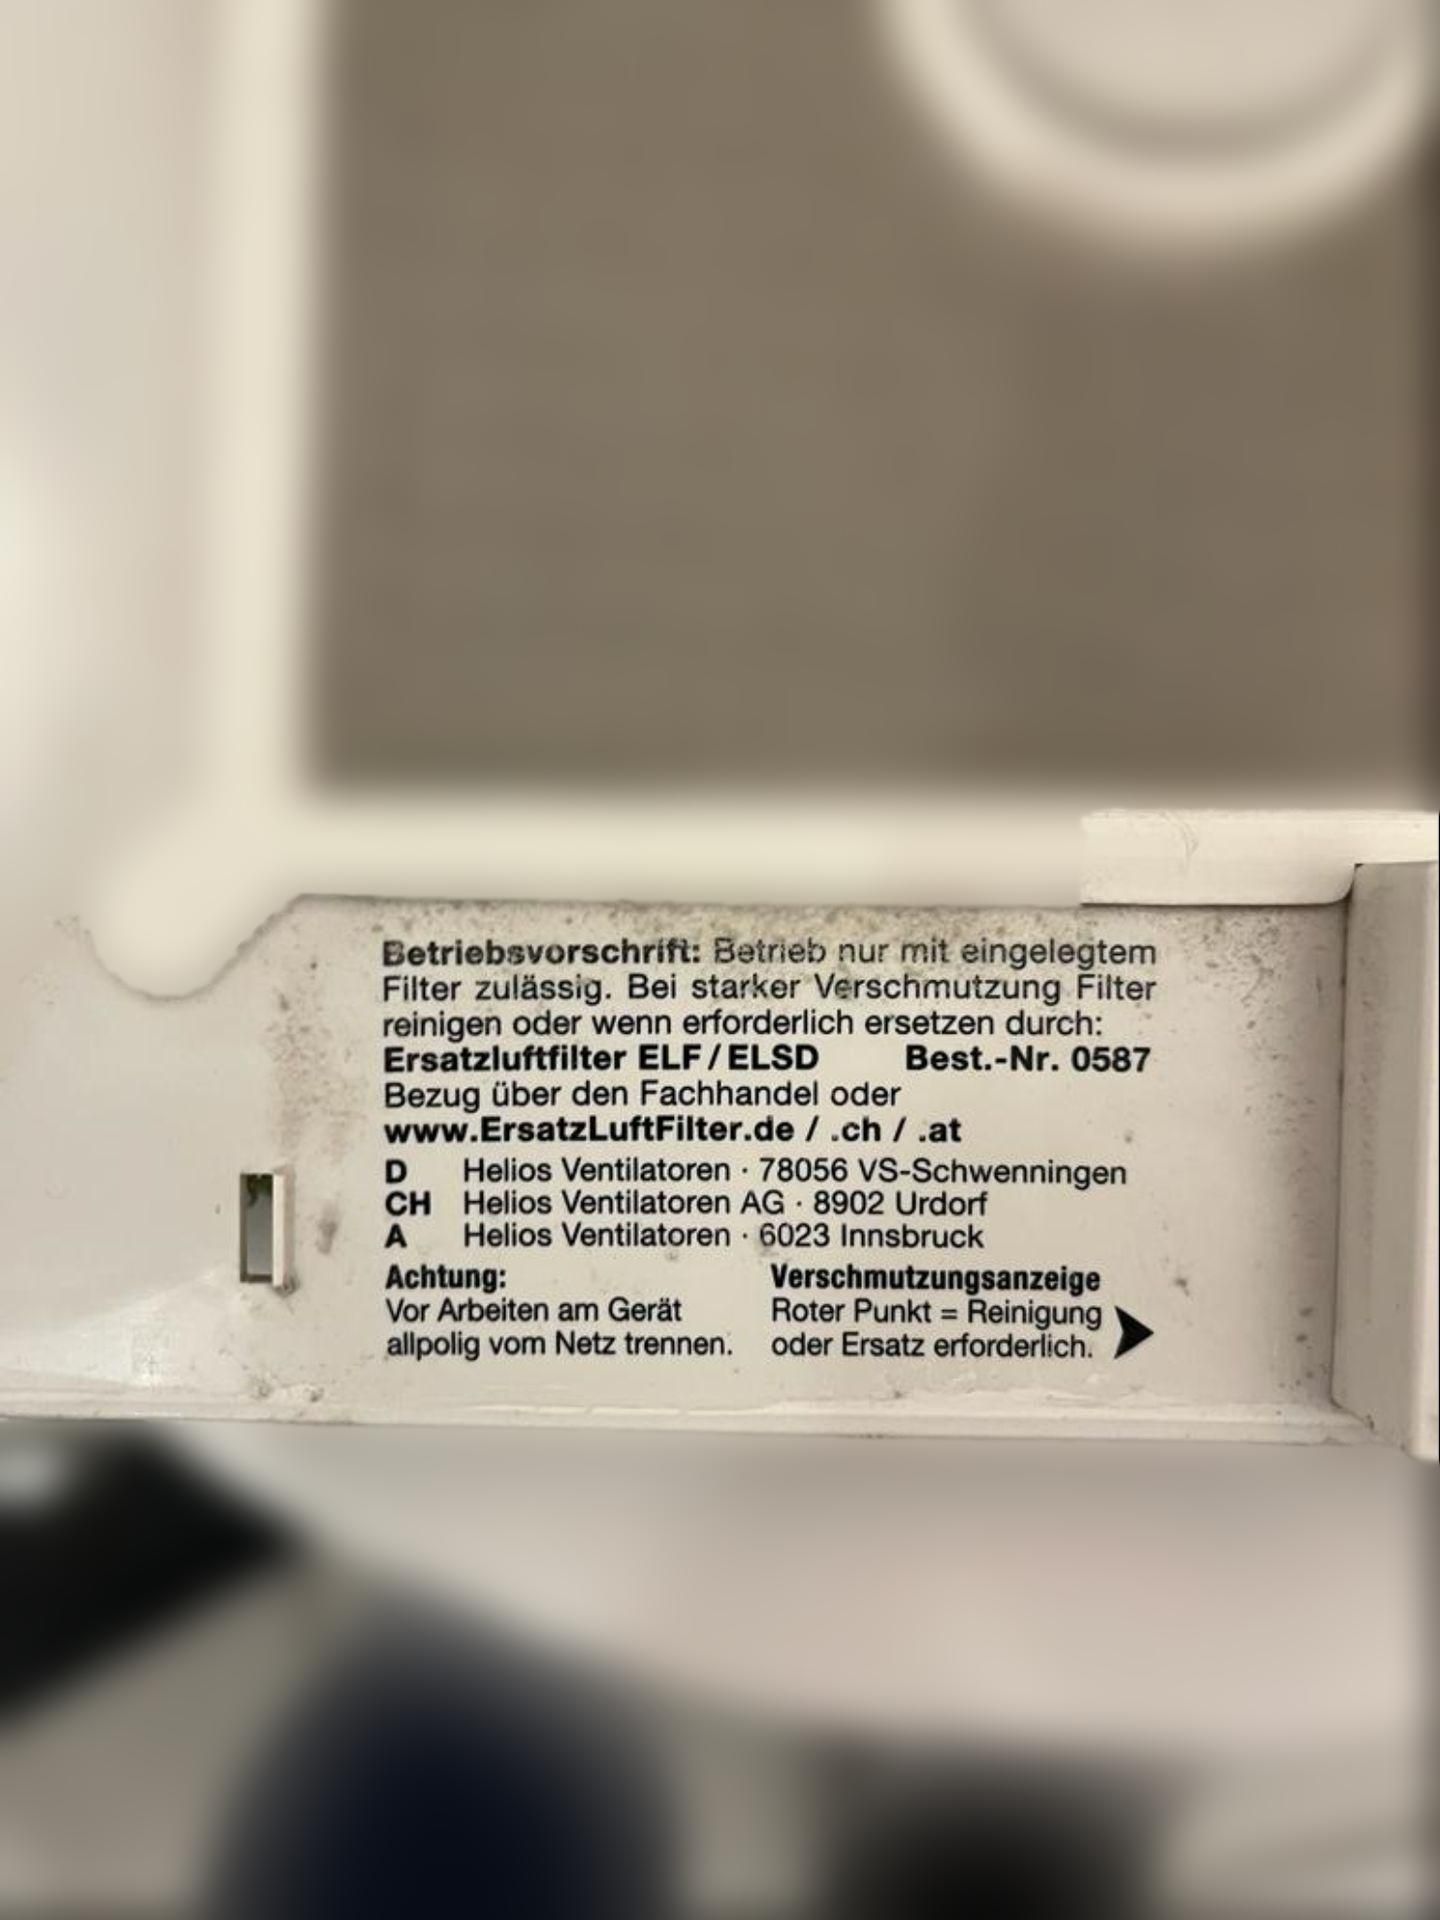 Betriebsvorschrift: Betrieb nur mit eingelegtem
Filter zulässig. Bei starker Verschmutzung Filter
reinigen oder wenn erforderlich ersetzen durch:
Ersatzluftfilter ELF/ELSD Best.-Nr. 0587
Bezug über den Fachhandel oder
www.ErsatzLuftFilter.de / .ch / .at
D Helios Ventilatoren · 78056 VS-Schwenningen
CH Helios Ventilatoren AG · 8902 Urdorf
A Helios Ventilatoren · 6023 Innsbruck
Achtung:
Vor Arbeiten am Gerät
allpolig vom Netz trennen.
Verschmutzungsanzeige
Roter Punkt = Reinigung
oder Ersatz erforderlich.